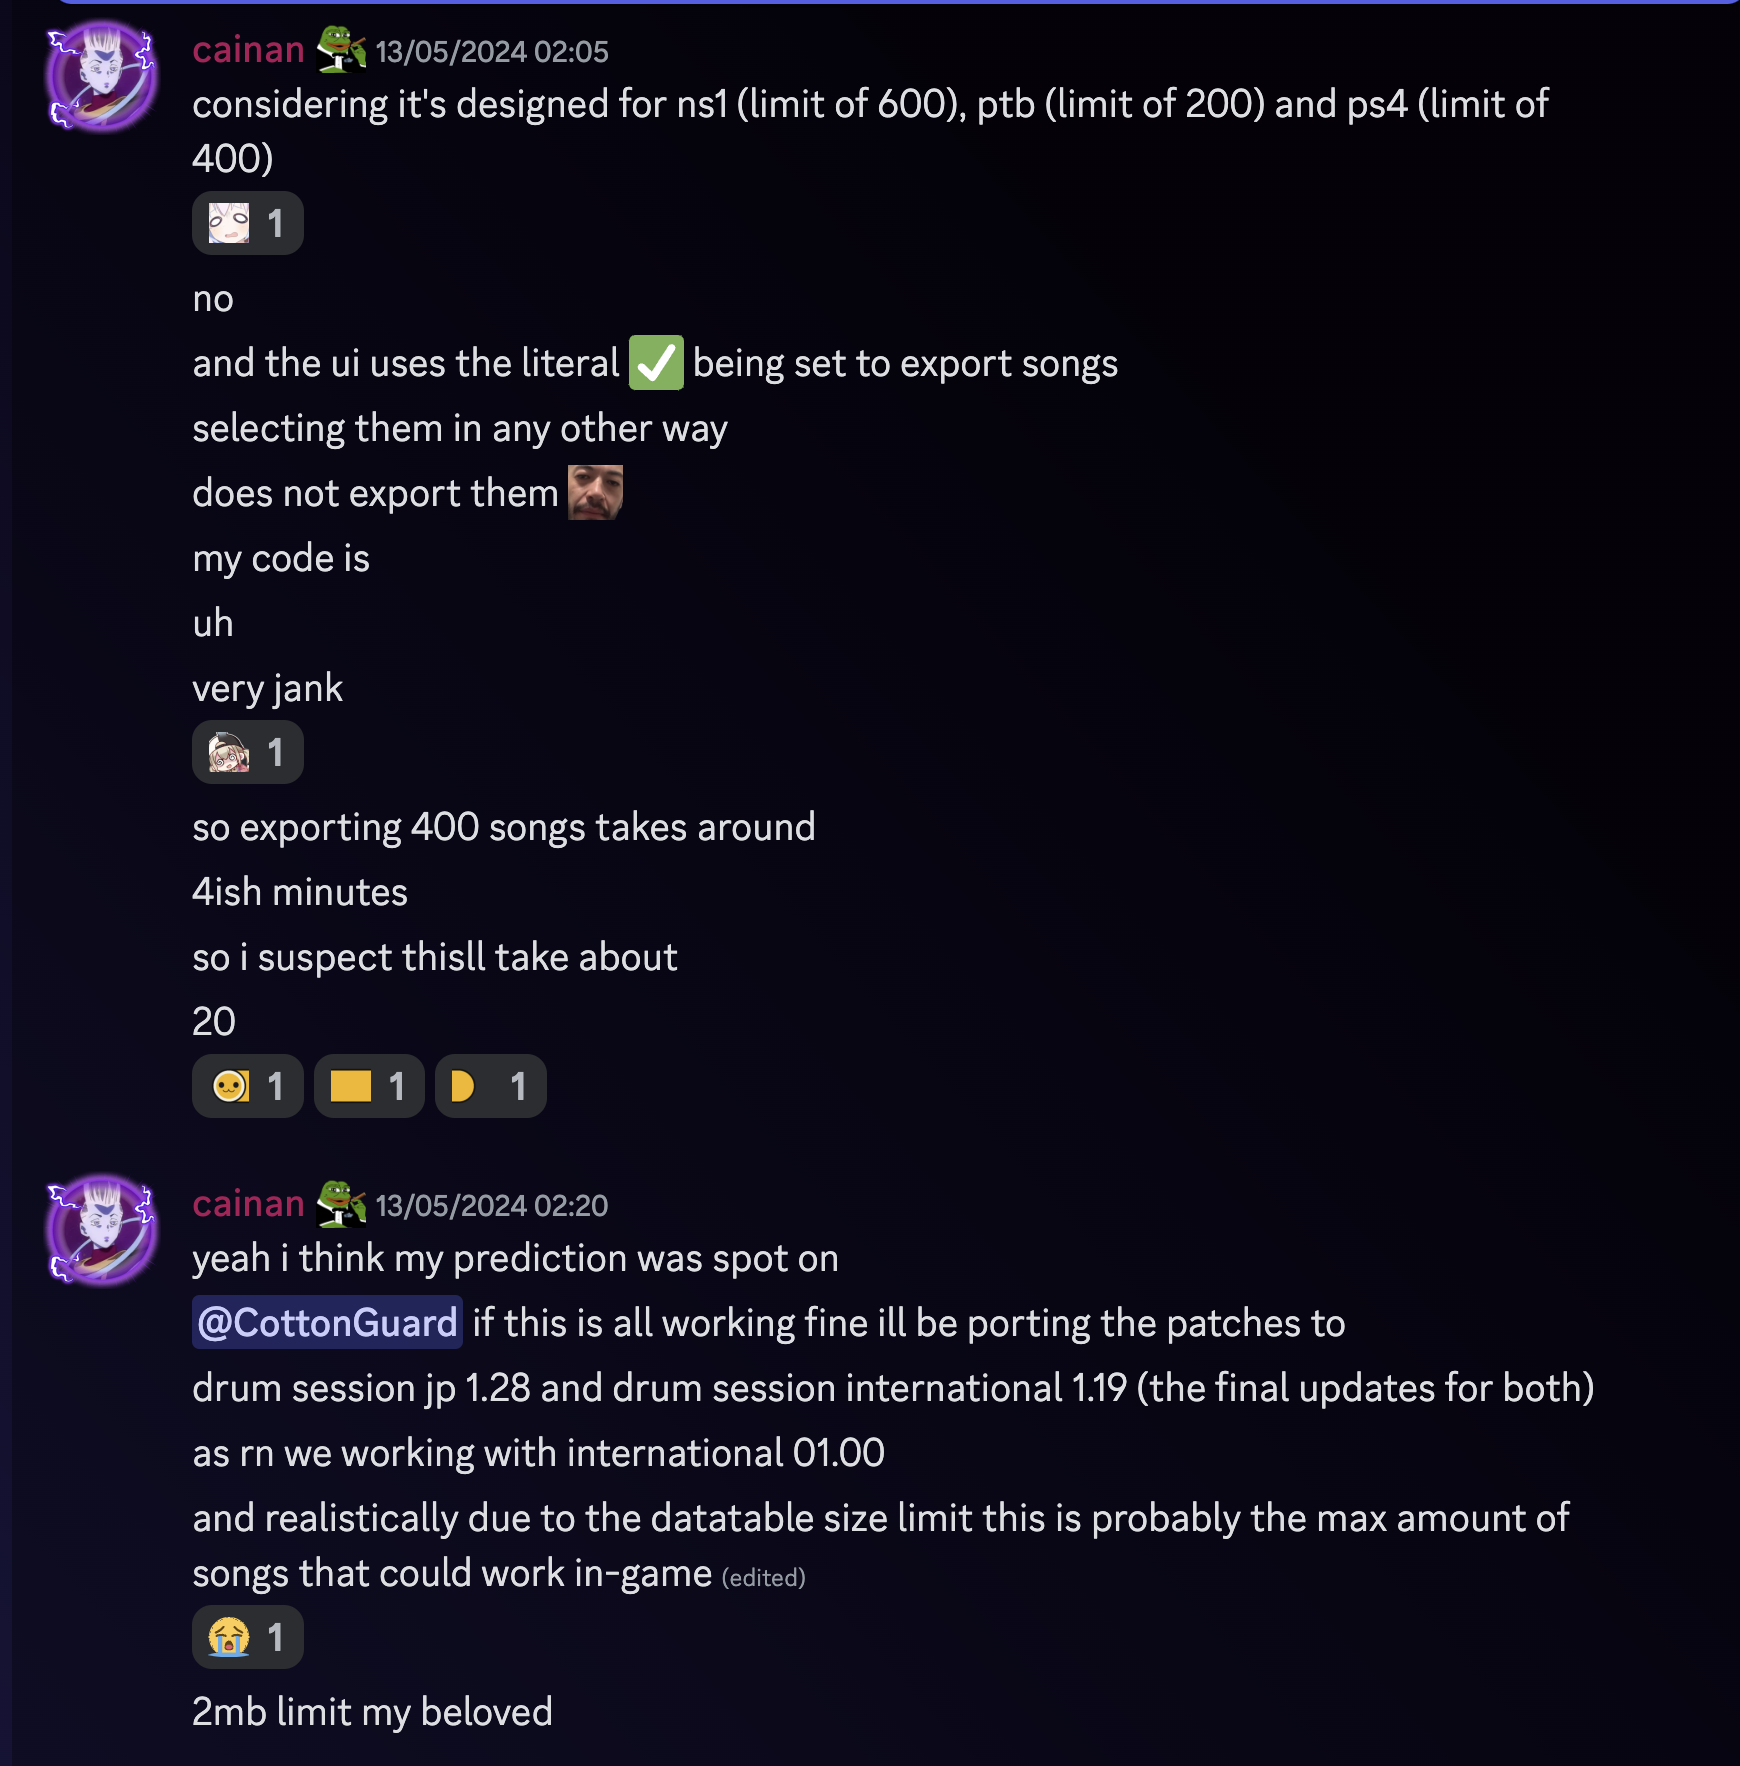 cainan 13/05/2024 02:05
considering it's designed for ns1 (limit of 600), ptb (limit of 200) and ps4 (limit of
400)
1
no
and the ui uses the literal ✅ being set to export songs
selecting them in any other way
does not export them
my code is
uh
very jank
1
so exporting 400 songs takes around
4ish minutes
so i suspect thisll take about
20
1 1 1
cainan 13/05/2024 02:20
yeah i think my prediction was spot on
@CottonGuard if this is all working fine ill be porting the patches to
drum session jp 1.28 and drum session international 1.19 (the final updates for both)
as rn we working with international 01.00
and realistically due to the datatable size limit this is probably the max amount of
songs that could work in-game (edited)
😭 1
2mb limit my beloved